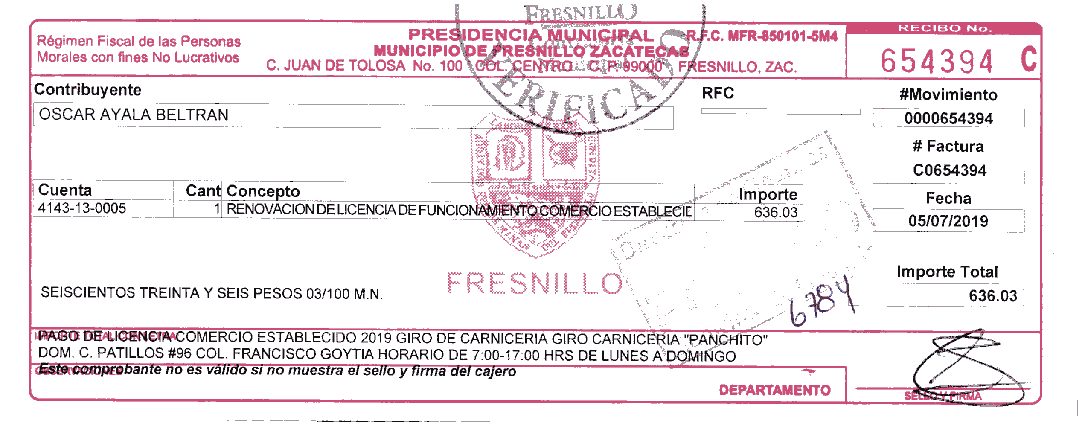 FRESNILLO
Régimen Fiscal de las Personas
Morales con fines No Lucrativos
PRESIDENCIA MUNICIPAL R.F.C. MFR-850101-5M4
MUNICIPIO DE FRESNILLO ZACATECAS
C. JUAN DE TOLOSA No. 100 COL. CENTRO C.P. 99000 FRESNILLO, ZAC.
RECIBO No.
654394 C
VERIFICADO
Contribuyente
OSCAR AYALA BELTRAN
RFC
#Movimiento
0000654394
# Factura
C0654394
Fecha
05/07/2019
Cuenta Cant Concepto Importe
4143-13-0005 1 RENOVACION DE LICENCIA DE FUNCIONAMIENTO COMERCIO ESTABLECID 636.03
FRESNILLO
Importe Total
636.03
SEISCIENTOS TREINTA Y SEIS PESOS 03/100 M.N.
6784
PAGO DE LICENCIA COMERCIO ESTABLECIDO 2019 GIRO DE CARNICERIA GIRO CARNICERIA "PANCHITO"
DOM. C. PATILLOS #96 COL. FRANCISCO GOYTIA HORARIO DE 7:00-17:00 HRS DE LUNES A DOMINGO
Este comprobante no es válido si no muestra el sello y firma del cajero
DEPARTAMENTO
SELLO Y FIRMA